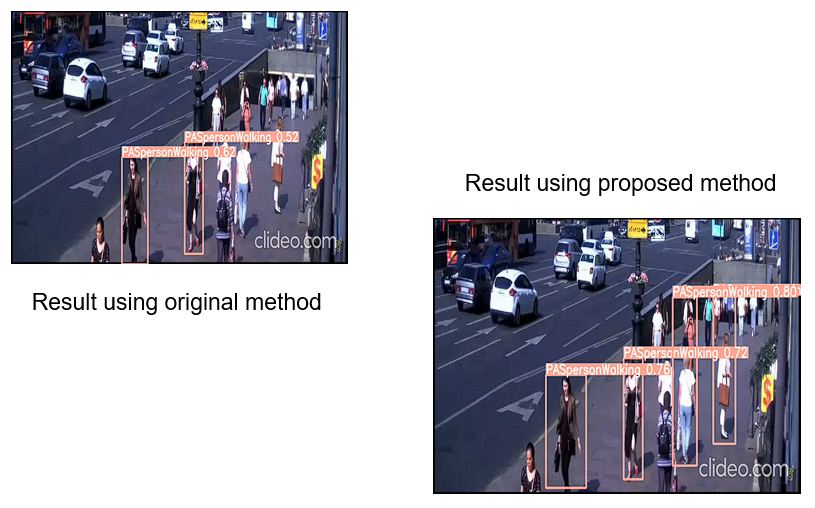 PASpersonWalking 0.52
PASpersonWalking 0.62
clideo.com
Result using original method
Result using proposed method
PASpersonWalking 0.80
PASpersonWalking 0.72
PASpersonWalking 0.76
clideo.com